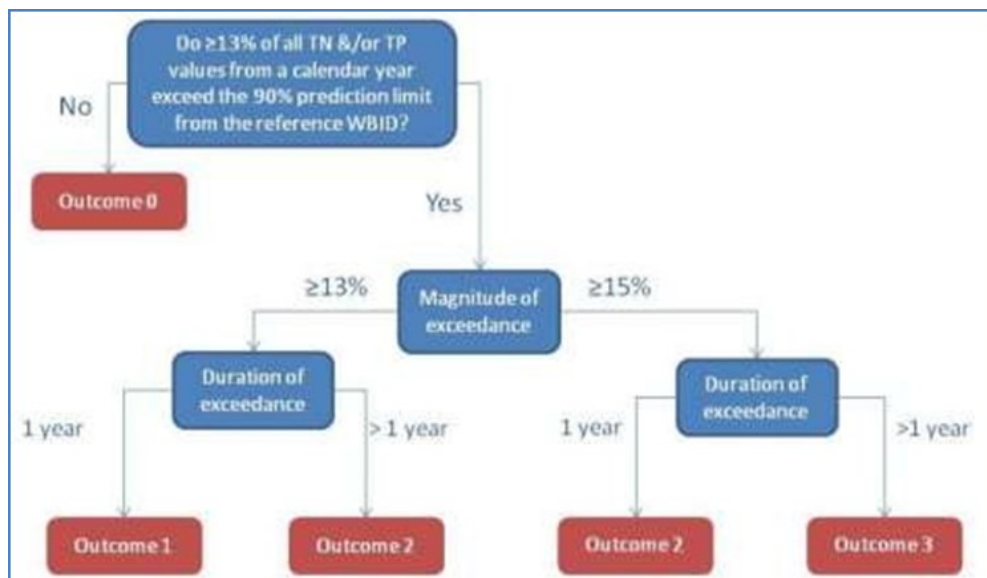 Do ≥13% of all TN &/or TP
values from a calendar year
exceed the 90% prediction limit
from the reference WBID?
No
Outcome 0
Yes
≥13%
Magnitude of
exceedance
≥15%
Duration of
exceedance
Duration of
exceedance
1 year
> 1 year
1 year
>1 year
Outcome 1
Outcome 2
Outcome 2
Outcome 3